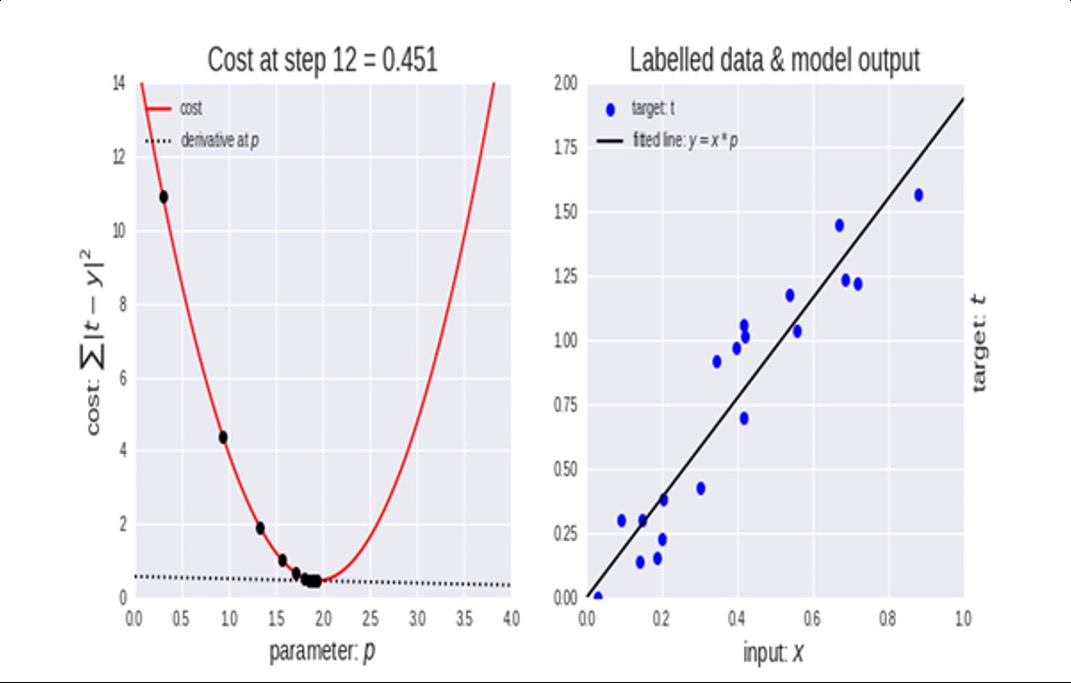 Cost at step 12 = 0.451
14
12
10
8
6
4
2
0
cost
derivative at p
cost: ∑|t − y|²
0.0 0.5 1.0 1.5 2.0 2.5 3.0 3.5 4.0
parameter: p
Labelled data & model output
2.00
1.75
1.50
1.25
1.00
0.75
0.50
0.25
0.00
target: t
fitted line: y = x * p
target: t
0.0 0.2 0.4 0.6 0.8 1.0
input: x